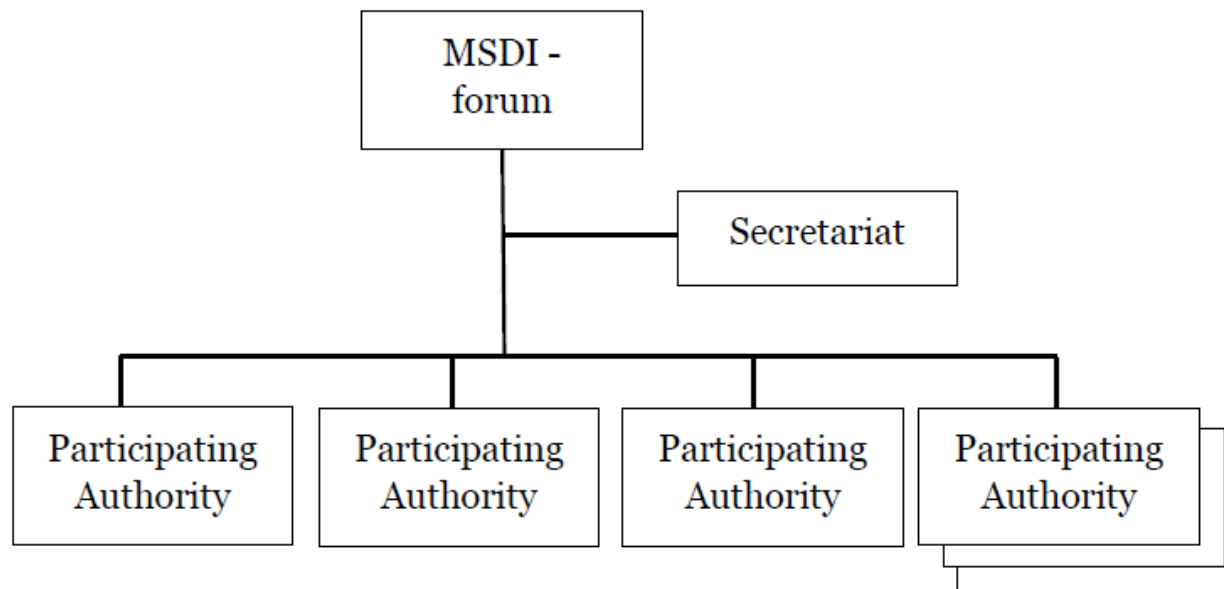 MSDI -
forum
Secretariat
Participating
Authority
Participating
Authority
Participating
Authority
Participating
Authority